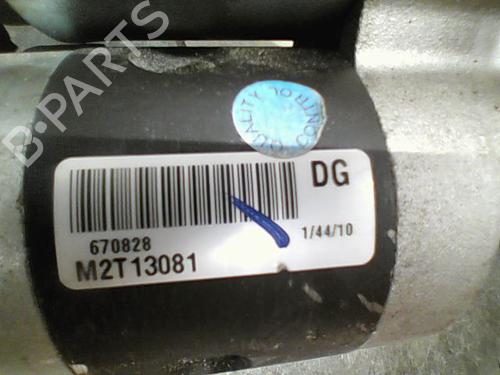 B-PARTS
QUALITY CONTROL
DG
670828
1/44/10
M2T13081